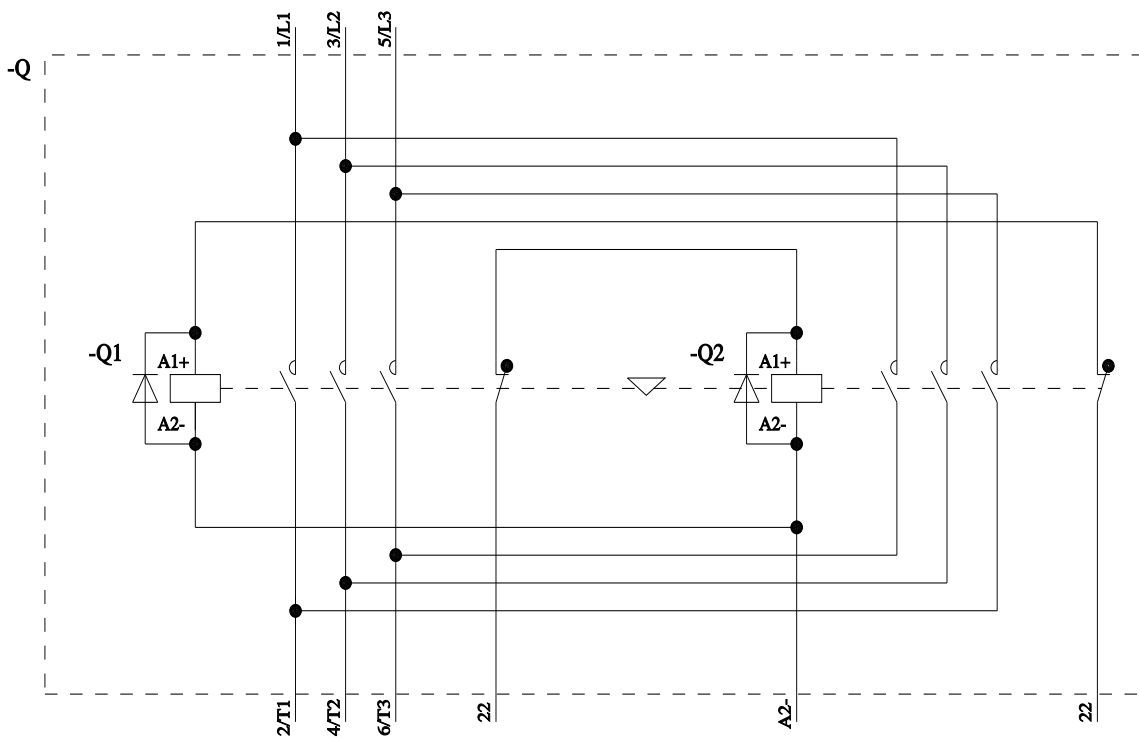 1/L1
3/L2
5/L3
-Q
-Q1
A1+
A2-
-Q2
A1+
A2-
2/T1
4/T2
6/T3
22
A2-
22